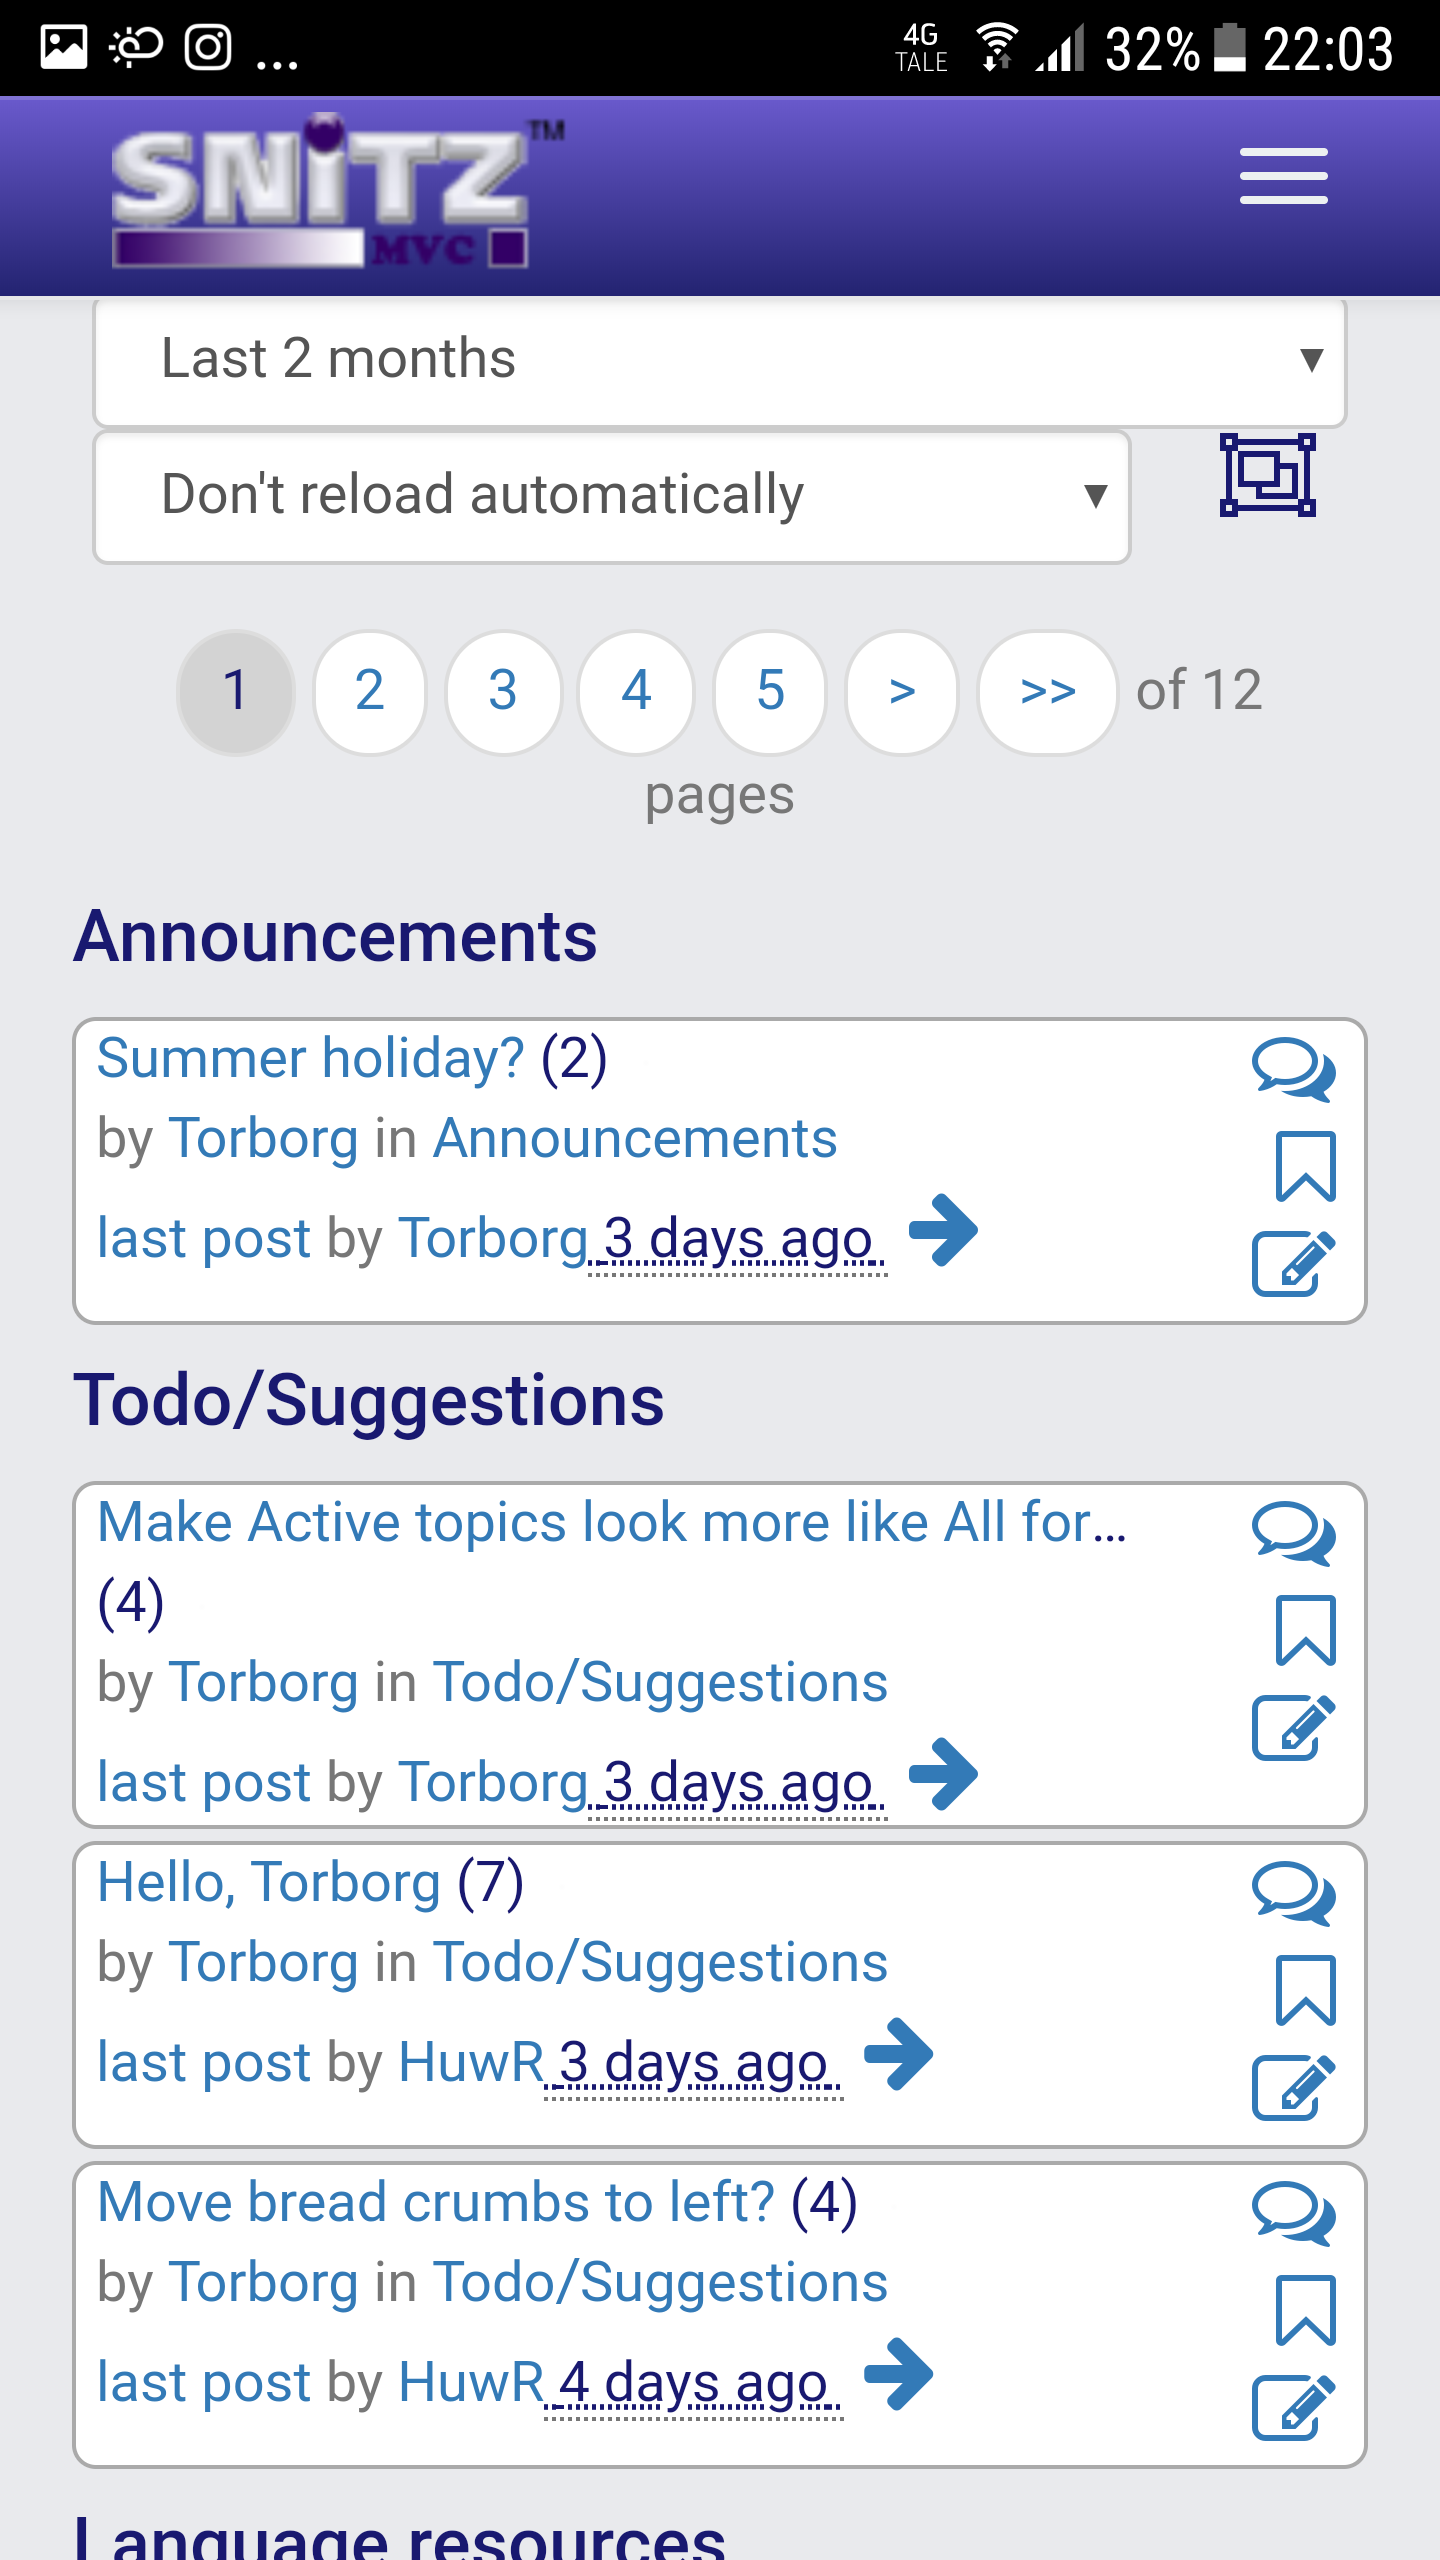 4G
TALE
32%
22:03
SNiTZ™
MVC
Last 2 months
Don't reload automatically
1 2 3 4 5 > >> of 12
pages
Announcements
Summer holiday? (2)
by Torborg in Announcements
last post by Torborg 3 days ago
Todo/Suggestions
Make Active topics look more like All for...
(4)
by Torborg in Todo/Suggestions
last post by Torborg 3 days ago
Hello, Torborg (7)
by Torborg in Todo/Suggestions
last post by HuwR 3 days ago
Move bread crumbs to left? (4)
by Torborg in Todo/Suggestions
last post by HuwR 4 days ago
Language resources